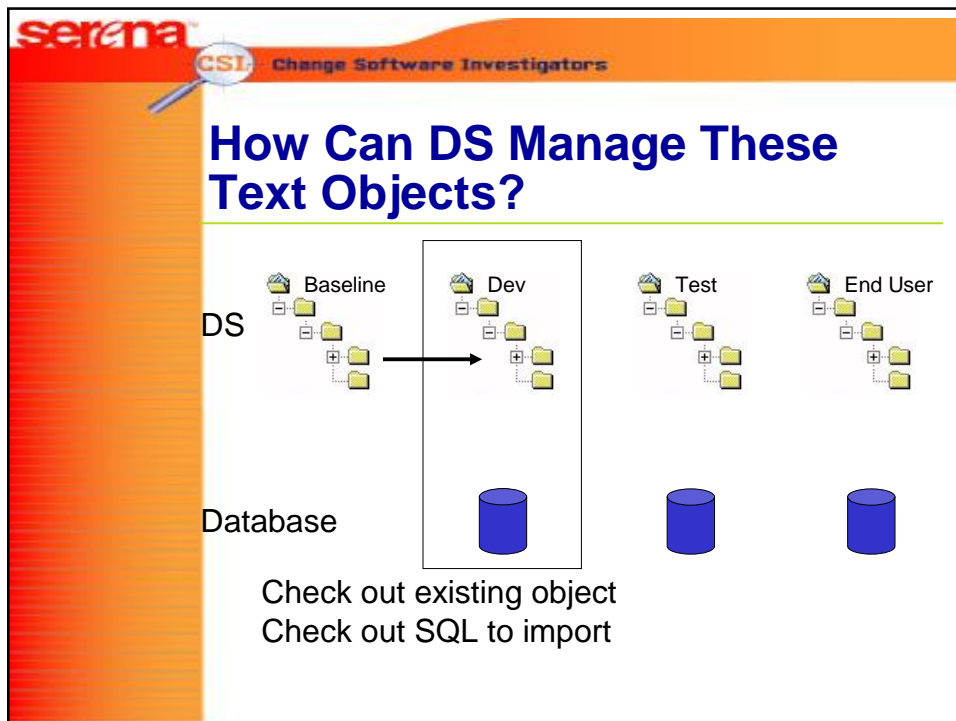 serena™
CSI Change Software Investigators
How Can DS Manage These
Text Objects?
Baseline Dev Test End User
DS
Database
Check out existing object
Check out SQL to import